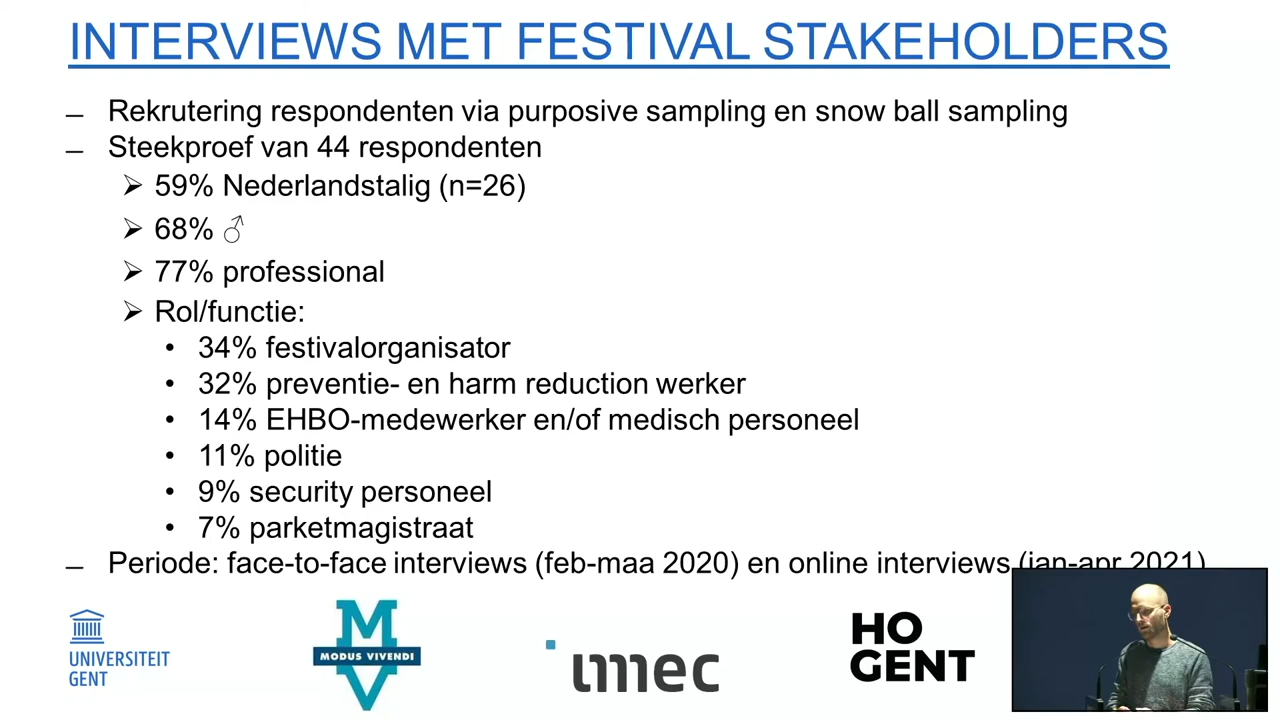 INTERVIEWS MET FESTIVAL STAKEHOLDERS
– Rekrutering respondenten via purposive sampling en snow ball sampling
– Steekproef van 44 respondenten
➢ 59% Nederlandstalig (n=26)
➢ 68% ♂
➢ 77% professional
➢ Rol/functie:
• 34% festivalorganisator
• 32% preventie- en harm reduction werker
• 14% EHBO-medewerker en/of medisch personeel
• 11% politie
• 9% security personeel
• 7% parketmagistraat
– Periode: face-to-face interviews (feb-maa 2020) en online interviews (jan-apr 2021)
UNIVERSITEIT
GENT
M
MODUS VIVENDI
V
imec
HO
GENT